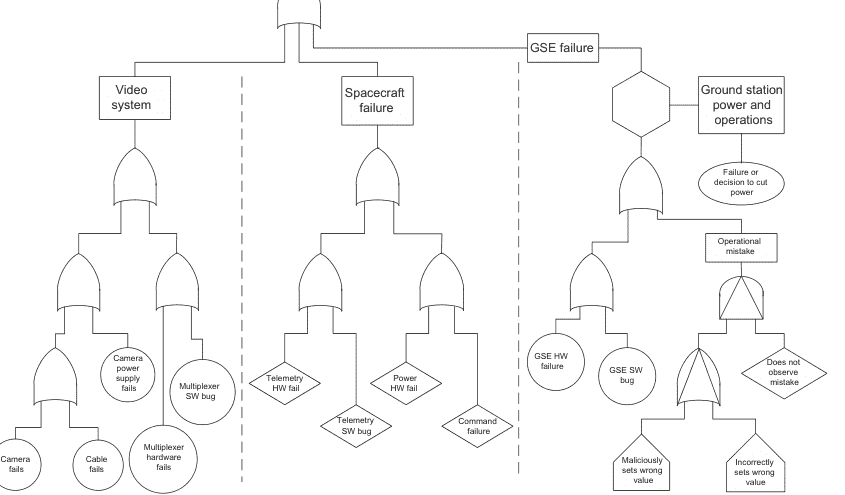 GSE failure
Video
system
Spacecraft
failure
Ground station
power and
operations
Failure or
decision to cut
power
Operational
mistake
Camera
power
supply
fails
Multiplexer
SW bug
Telemetry
HW fail
Power
HW fail
GSE HW
failure
GSE SW
bug
Does not
observe
mistake
Telemetry
SW bug
Command
failure
Camera
fails
Cable
fails
Multiplexer
hardware
fails
Maliciously
sets wrong
value
Incorrectly
sets wrong
value